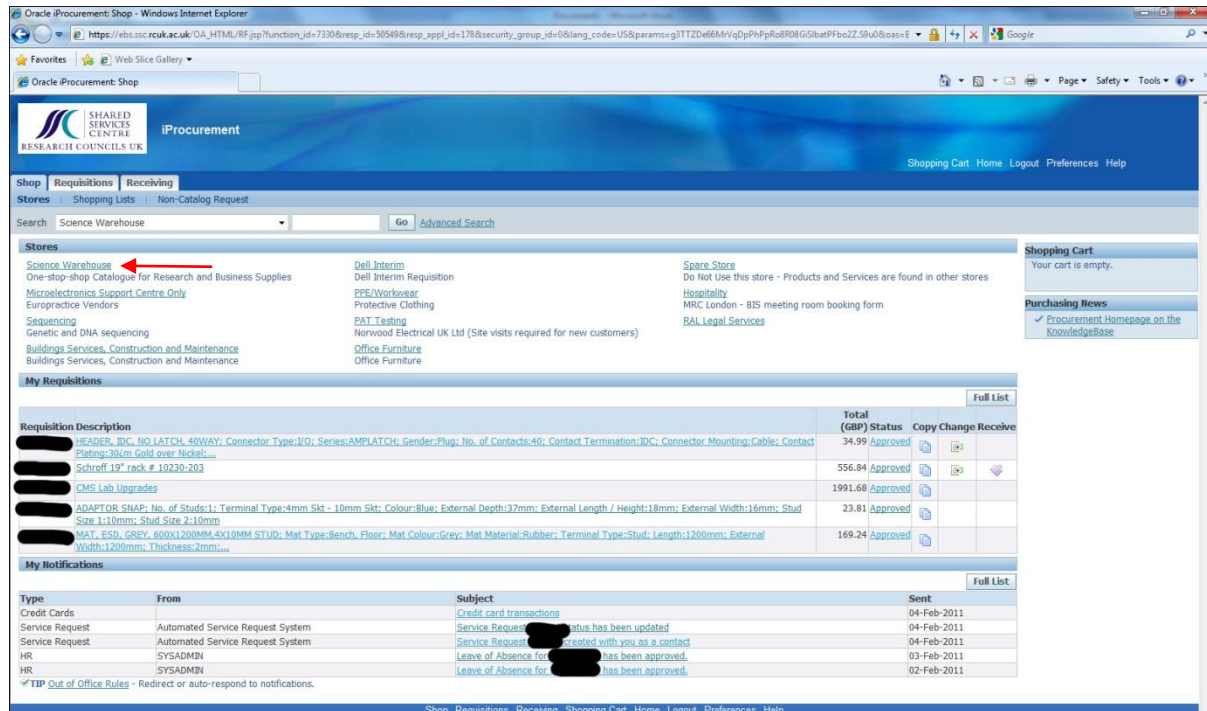 Oracle iProcurement: Shop - Windows Internet Explorer
https://ebs.ssc.rcuk.ac.uk/OA_HTML/RF.jsp?function_id=7330&resp_id=50549&resp_appl_id=178&security_group_id=0&lang_code=US&params=
Google
Favorites Web Slice Gallery
Oracle iProcurement: Shop
Page Safety Tools
SHARED
SERVICES
CENTRE
RESEARCH COUNCILS UK
iProcurement
Shopping Cart Home Logout Preferences Help
Shop Requisitions Receiving
Stores | Shopping Lists | Non-Catalog Request
Search Science Warehouse Go Advanced Search
Stores
Science Warehouse
One-stop-shop Catalogue for Research and Business Supplies
Microelectronics Support Centre Only
Europractice Vendors
Sequencing
Genetic and DNA sequencing
Buildings Services, Construction and Maintenance
Buildings Services, Construction and Maintenance
Dell Interim
Dell Interim Requisition
PPE/Workwear
Protective Clothing
PAT Testing
Norwood Electrical UK Ltd (Site visits required for new customers)
Office Furniture
Office Furniture
Spare Store
Do Not Use this store - Products and Services are found in other stores
Hospitality
MRC London - BIS meeting room booking form
RAL Legal Services
Shopping Cart
Your cart is empty.
Purchasing News
Procurement Homepage on the
KnowledgeBase
My Requisitions
Full List
Requisition Description Total (GBP) Status Copy Change Receive
HEADER, IDC, NO LATCH, 40WAY; Connector Type:I/O; Series:AMPLATCH; Gender:Plug; No. of Contacts:40; Contact Termination:IDC; Connector Mounting:Cable; Contact 34.99 Approved
Plating:30¿m Gold over Nickel;...
Schroff 19" rack # 10230-203 556.84 Approved
CMS Lab Upgrades 1991.68 Approved
ADAPTOR SNAP; No. of Studs:1; Terminal Type:4mm Skt - 10mm Skt; Colour:Blue; External Depth:37mm; External Length / Height:18mm; External Width:16mm; Stud 23.81 Approved
Size 1:10mm; Stud Size 2:10mm
MAT, ESD, GREY, 600X1200MM,4X10MM STUD; Mat Type:Bench, Floor; Mat Colour:Grey; Mat Material:Rubber; Terminal Type:Stud; Length:1200mm; External 169.24 Approved
Width:1200mm; Thickness:2mm;...
My Notifications
Full List
Type From Subject Sent
Credit Cards Credit card transactions 04-Feb-2011
Service Request Automated Service Request System Service Request status has been updated 04-Feb-2011
Service Request Automated Service Request System Service Request created with you as a contact 04-Feb-2011
HR SYSADMIN Leave of Absence for has been approved. 03-Feb-2011
HR SYSADMIN Leave of Absence for has been approved. 02-Feb-2011
TIP Out of Office Rules - Redirect or auto-respond to notifications.
Shop Requisitions Receiving Shopping Cart Home Logout Preferences Help